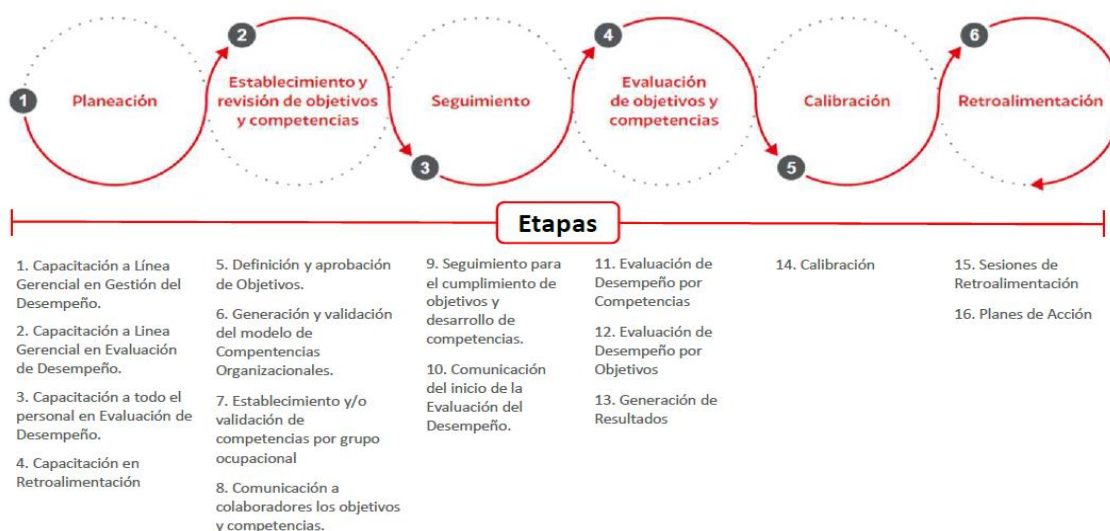 1
Planeación
2
Establecimiento y
revisión de objetivos
y competencias
3
Seguimiento
4
Evaluación
de objetivos y
competencias
5
Calibración
6
Retroalimentación
Etapas
1. Capacitación a Línea
Gerencial en Gestión del
Desempeño.
2. Capacitación a Linea
Gerencial en Evaluación
de Desempeño.
3. Capacitación a todo el
personal en Evaluación de
Desempeño.
4. Capacitación en
Retroalimentación
5. Definición y aprobación
de Objetivos.
6. Generación y validación
del modelo de
Compentencias
Organizacionales.
7. Establecimiento y/o
validación de
competencias por grupo
ocupacional
8. Comunicación a
colaboradores los objetivos
y competencias.
9. Seguimiento para
el cumplimiento de
objetivos y
desarrollo de
competencias.
10. Comunicación
del inicio de la
Evaluación del
Desempeño.
11. Evaluación de
Desempeño por
Competencias
12. Evaluación de
Desempeño por
Objetivos
13. Generación de
Resultados
14. Calibración
15. Sesiones de
Retroalimentación
16. Planes de Acción